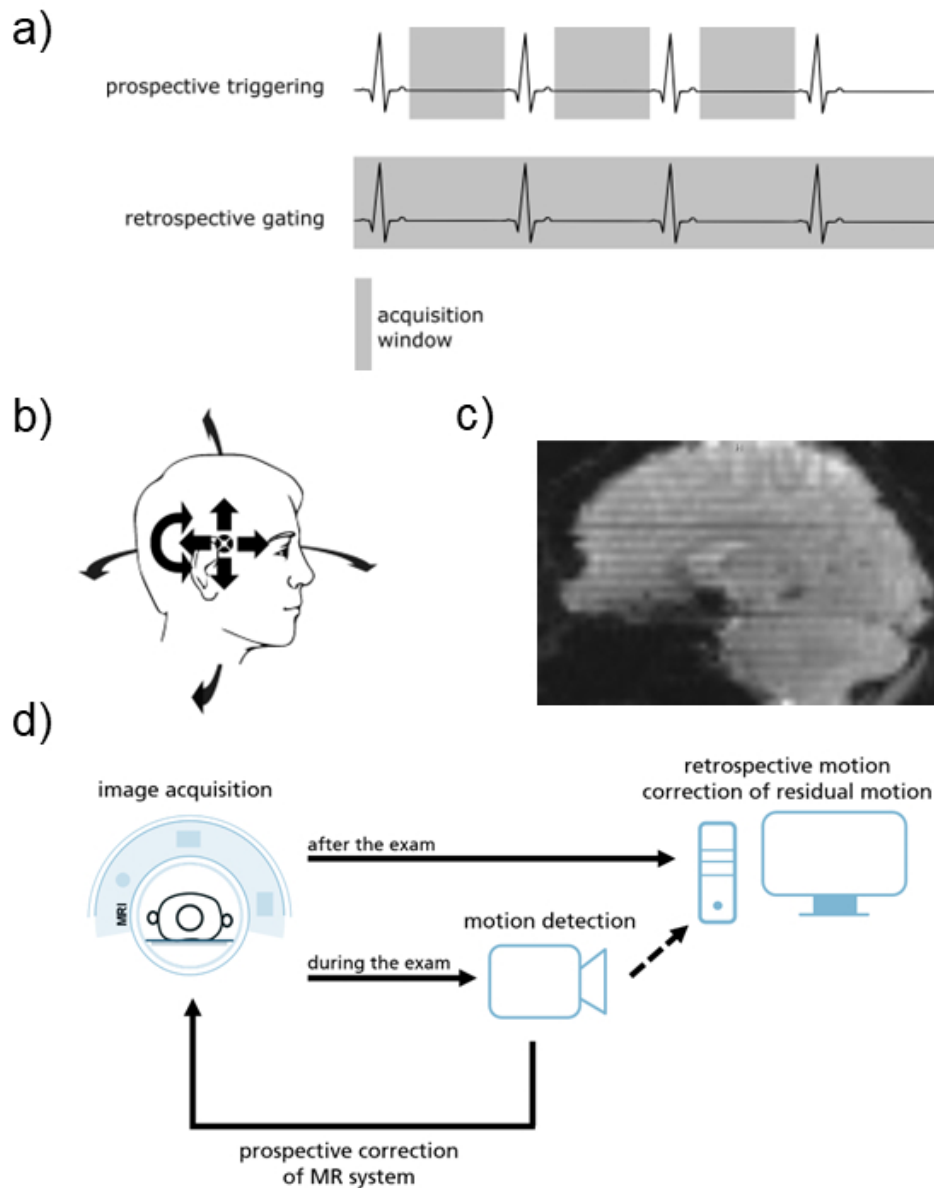 a)
prospective triggering
retrospective gating
acquisition
window
b)
c)
d)
image acquisition
retrospective motion
correction of residual motion
after the exam
MRI
motion detection
during the exam
prospective correction
of MR system